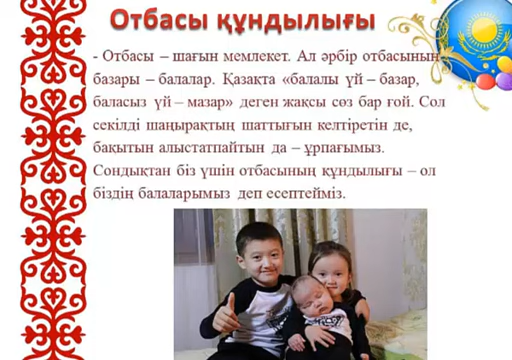 Отбасы құндылығы
- Отбасы – шағын мемлекет. Ал әрбір отбасының
базары – балалар. Қазақта «балалы үй – базар,
баласыз үй – мазар» деген жақсы сөз бар ғой. Сол
секілді шаңырақтың шаттығын келтіретін де,
бақытын алыстатпайтын да – ұрпағымыз.
Сондықтан біз үшін отбасының құндылығы – ол
біздің балаларымыз деп есептейміз.